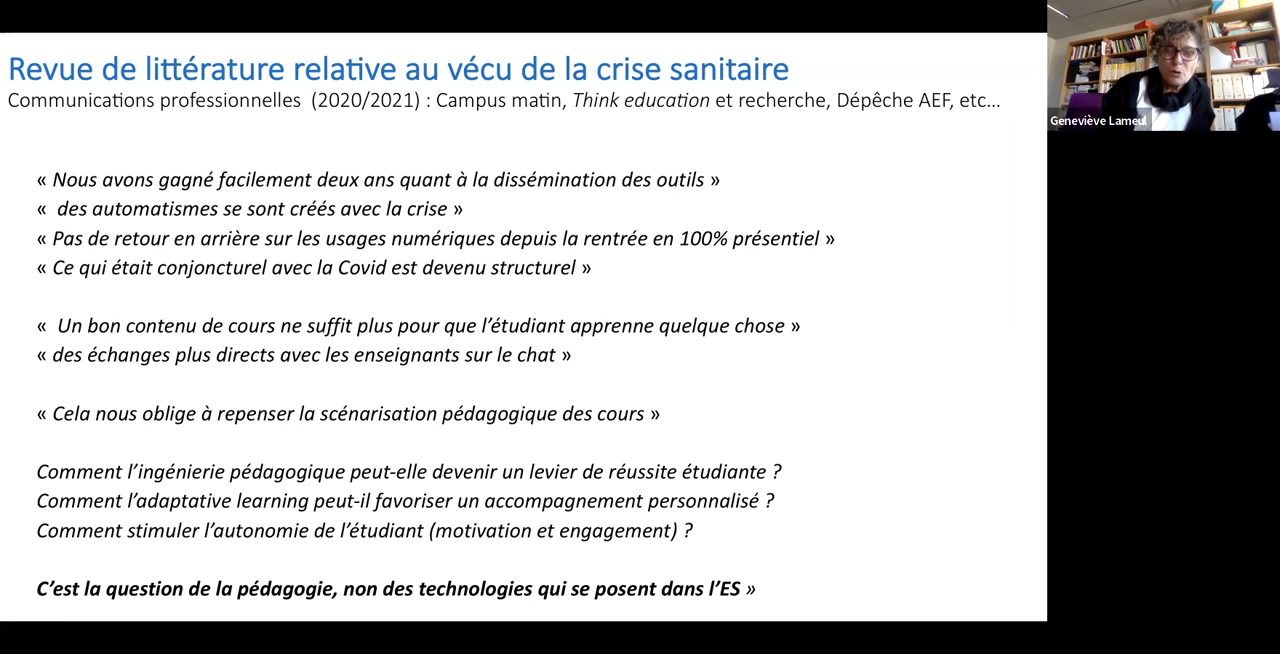 Revue de littérature relative au vécu de la crise sanitaire
Communications professionnelles (2020/2021) : Campus matin, Think education et recherche, Dépêche AEF, etc...
Geneviève Lameul
« Nous avons gagné facilement deux ans quant à la dissémination des outils »
« des automatismes se sont créés avec la crise »
« Pas de retour en arrière sur les usages numériques depuis la rentrée en 100% présentiel »
« Ce qui était conjoncturel avec la Covid est devenu structurel »
« Un bon contenu de cours ne suffit plus pour que l’étudiant apprenne quelque chose »
« des échanges plus directs avec les enseignants sur le chat »
« Cela nous oblige à repenser la scénarisation pédagogique des cours »
Comment l’ingénierie pédagogique peut-elle devenir un levier de réussite étudiante ?
Comment l’adaptative learning peut-il favoriser un accompagnement personnalisé ?
Comment stimuler l’autonomie de l’étudiant (motivation et engagement) ?
C’est la question de la pédagogie, non des technologies qui se posent dans l’ES »